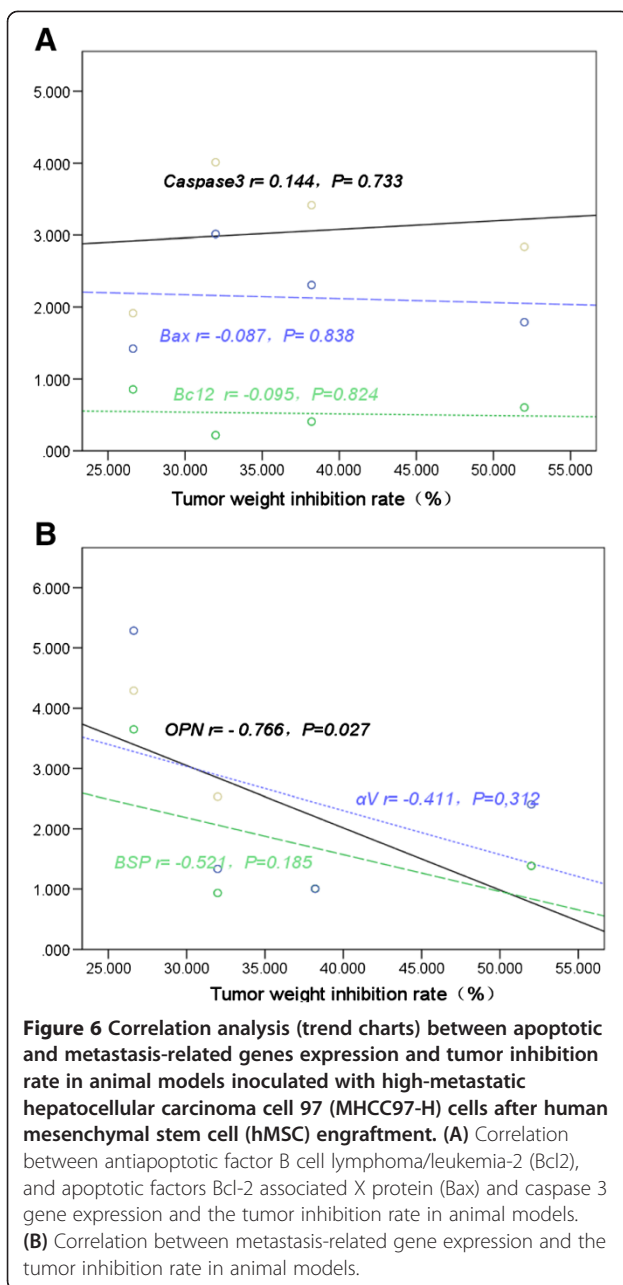 A
5.000
4.000
Caspase3 r= 0.144，P= 0.733
3.000
2.000
Bax r= -0.087，P= 0.838
1.000
Bc12 r= -0.095，P=0.824
.000
25.000 30.000 35.000 40.000 45.000 50.000 55.000
Tumor weight inhibition rate（%）
B
6.000
5.000
4.000
OPN r= - 0.766，P=0.027
3.000
αV r= -0.411，P=0,312
2.000
BSP r= -0.521，P=0.185
1.000
.000
25.000 30.000 35.000 40.000 45.000 50.000 55.000
Tumor weight inhibition rate（%）
Figure 6 Correlation analysis (trend charts) between apoptotic
and metastasis-related genes expression and tumor inhibition
rate in animal models inoculated with high-metastatic
hepatocellular carcinoma cell 97 (MHCC97-H) cells after human
mesenchymal stem cell (hMSC) engraftment. (A) Correlation
between antiapoptotic factor B cell lymphoma/leukemia-2 (Bcl2),
and apoptotic factors Bcl-2 associated X protein (Bax) and caspase 3
gene expression and the tumor inhibition rate in animal models.
(B) Correlation between metastasis-related gene expression and the
tumor inhibition rate in animal models.